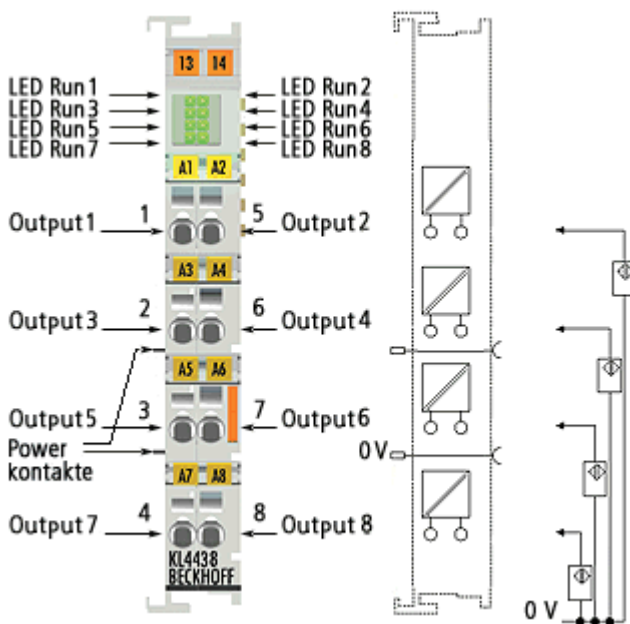 13 14
LED Run 1 LED Run 2
LED Run 3 LED Run 4
LED Run 5 LED Run 6
LED Run 7 LED Run 8
A1 A2
Output 1 1 5 Output 2
A3 A4
Output 3 2 6 Output 4
A5 A6
Output 5 3 7 Output 6
Power
kontakte
0 V
A7 A8
Output 7 4 8 Output 8
KL4438
BECKHOFF
0 V